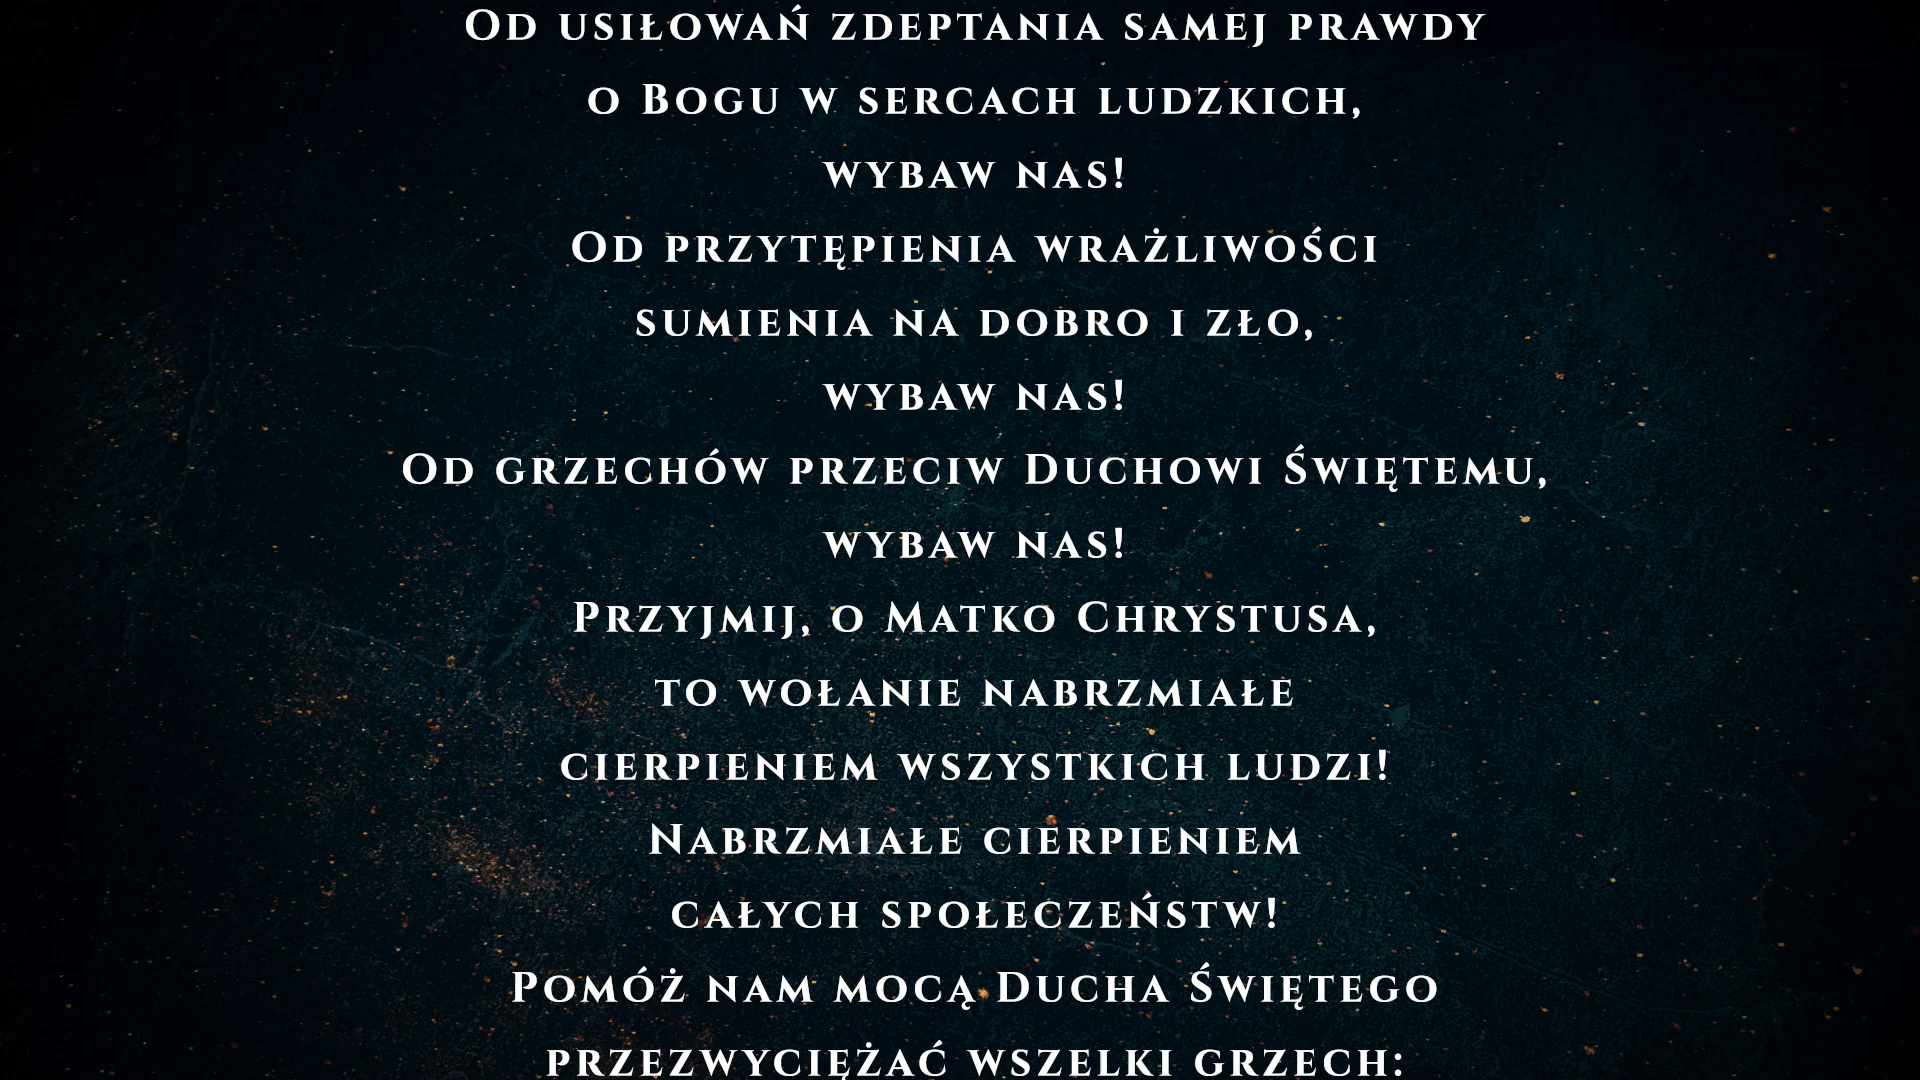 Od usiłowań zdeptania samej prawdy
o Bogu w sercach ludzkich,
wybaw nas!
Od przytępienia wrażliwości
sumienia na dobro i zło,
wybaw nas!
Od grzechów przeciw Duchowi Świętemu,
wybaw nas!
Przyjmij, o Matko Chrystusa,
to wołanie nabrzmiałe
cierpieniem wszystkich ludzi!
Nabrzmiałe cierpieniem
całych społeczeństw!
Pomóż nam mocą Ducha Świętego
przezwyciężać wszelki grzech: